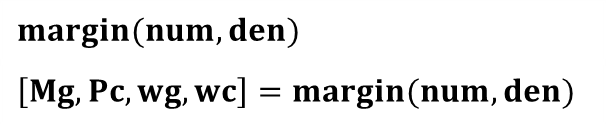 margin(num, den)
[Mg, Pc, wg, wc] = margin(num, den)